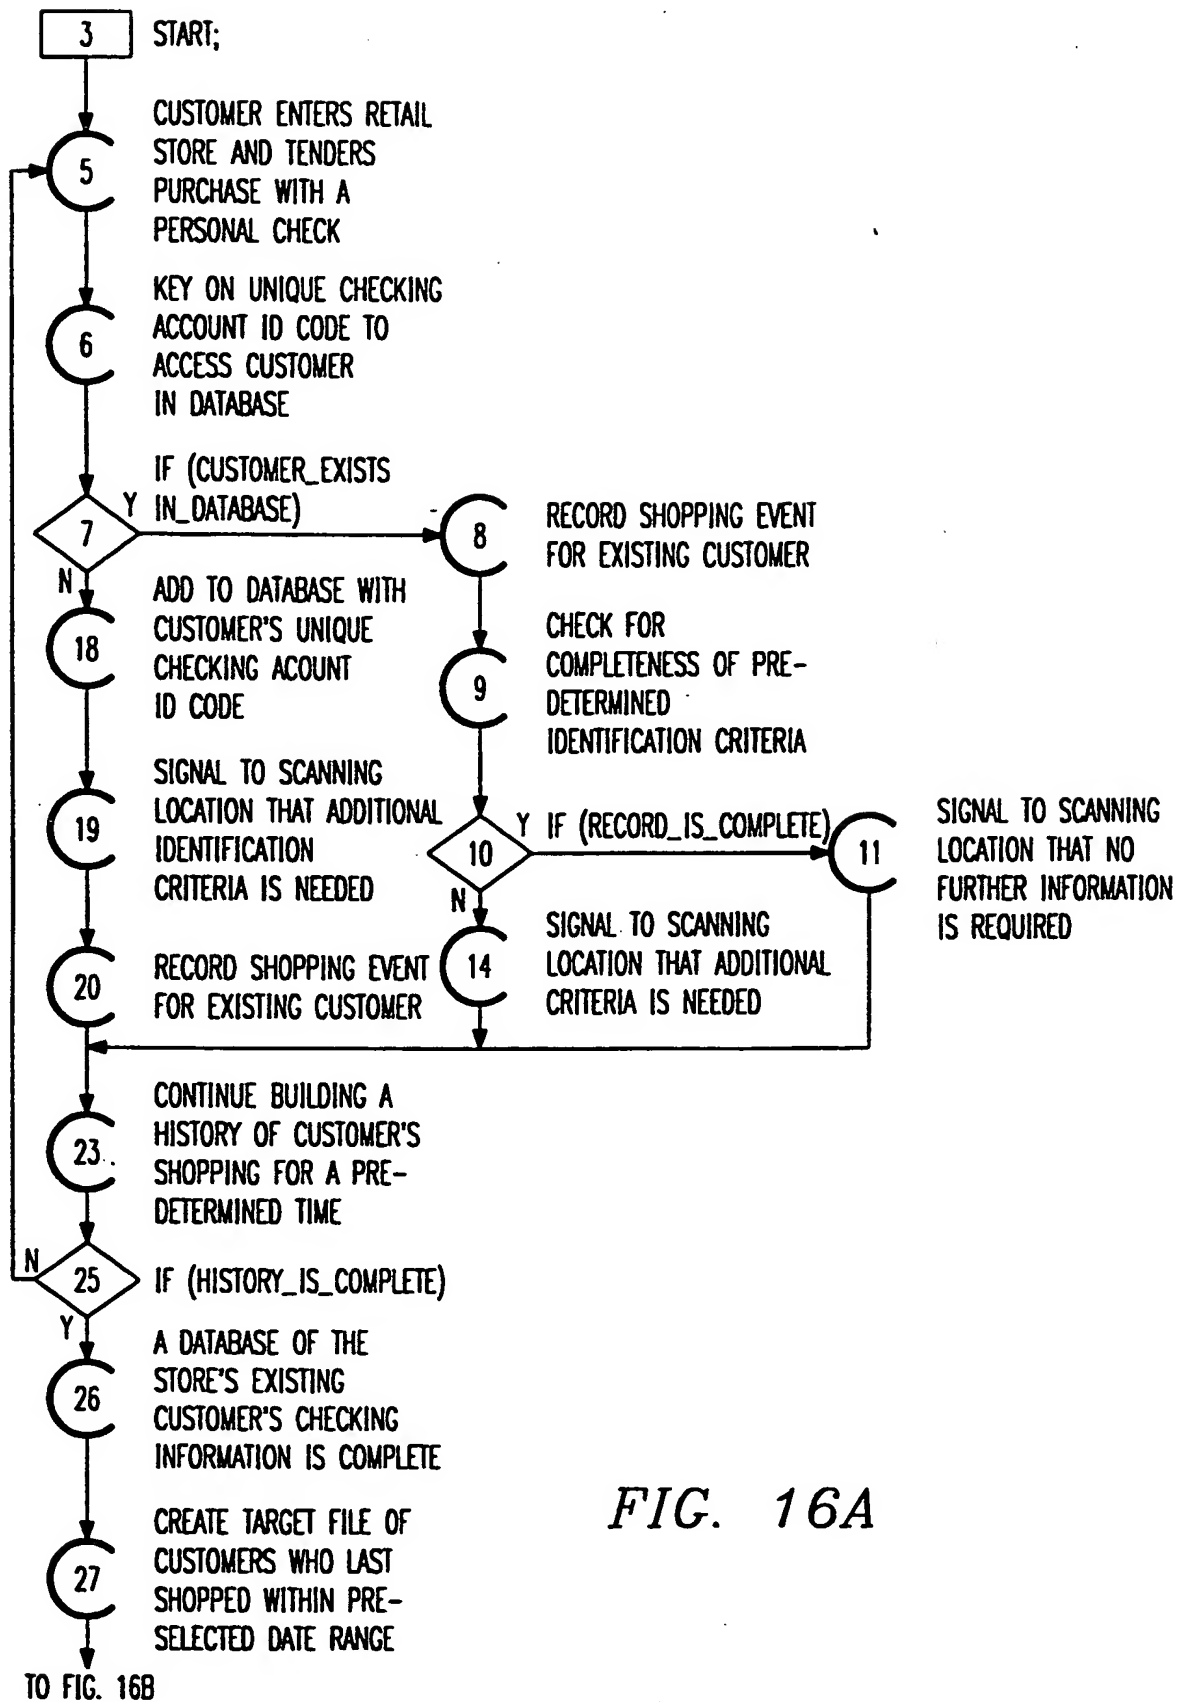 3
START;
5
CUSTOMER ENTERS RETAIL
STORE AND TENDERS
PURCHASE WITH A
PERSONAL CHECK
6
KEY ON UNIQUE CHECKING
ACCOUNT ID CODE TO
ACCESS CUSTOMER
IN DATABASE
7
Y
N
IF (CUSTOMER_EXISTS
IN_DATABASE)
8
RECORD SHOPPING EVENT
FOR EXISTING CUSTOMER
18
ADD TO DATABASE WITH
CUSTOMER'S UNIQUE
CHECKING ACOUNT
ID CODE
9
CHECK FOR
COMPLETENESS OF PRE-
DETERMINED
IDENTIFICATION CRITERIA
19
SIGNAL TO SCANNING
LOCATION THAT ADDITIONAL
IDENTIFICATION
CRITERIA IS NEEDED
10
Y
N
IF (RECORD_IS_COMPLETE)
11
SIGNAL TO SCANNING
LOCATION THAT NO
FURTHER INFORMATION
IS REQUIRED
20
RECORD SHOPPING EVENT
FOR EXISTING CUSTOMER
14
SIGNAL TO SCANNING
LOCATION THAT ADDITIONAL
CRITERIA IS NEEDED
23
CONTINUE BUILDING A
HISTORY OF CUSTOMER'S
SHOPPING FOR A PRE-
DETERMINED TIME
N
25
Y
IF (HISTORY_IS_COMPLETE)
26
A DATABASE OF THE
STORE'S EXISTING
CUSTOMER'S CHECKING
INFORMATION IS COMPLETE
27
CREATE TARGET FILE OF
CUSTOMERS WHO LAST
SHOPPED WITHIN PRE-
SELECTED DATE RANGE
TO FIG. 16B
FIG. 16A